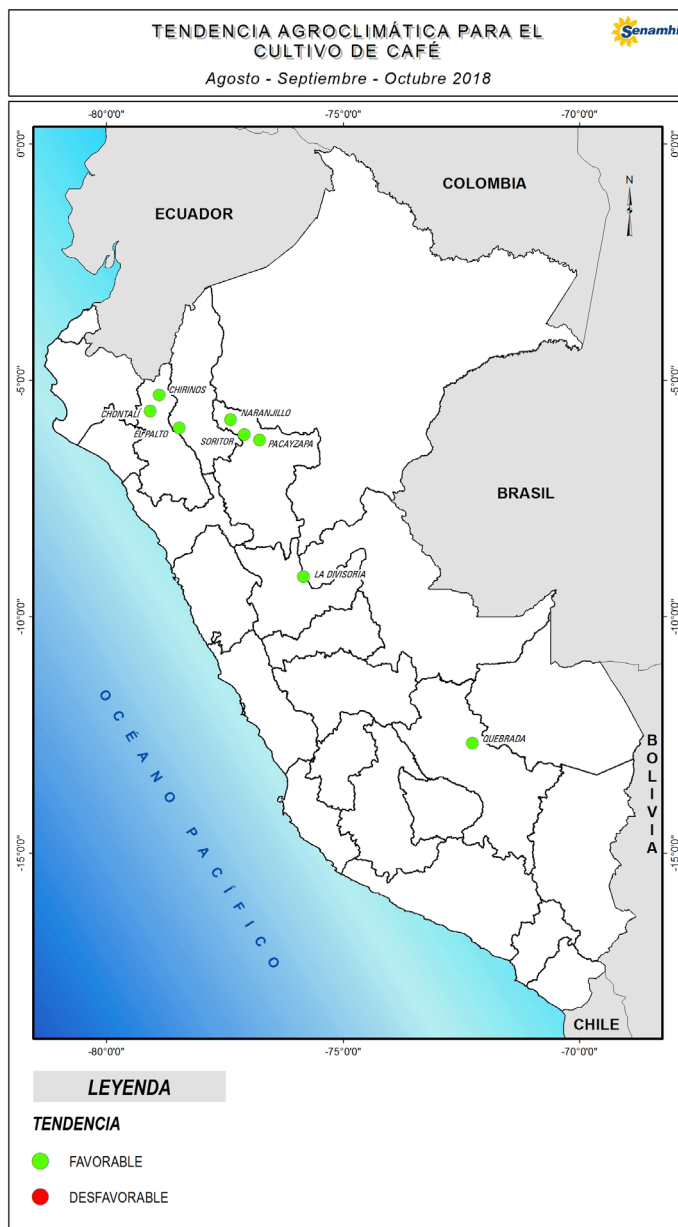 TENDENCIA AGROCLIMÁTICA PARA EL
CULTIVO DE CAFÉ
Agosto - Septiembre - Octubre 2018
Senamhi
-80°0'0"
-75°0'0"
-70°0'0"
0°0'0"
0°0'0"
COLOMBIA
N
ECUADOR
-5°0'0"
-5°0'0"
CHIRINOS
CHONTALÍ
NARANJILLO
EL PALTO
SORITOR
PACAYZAPA
BRASIL
LA DIVISORIA
-10°0'0"
-10°0'0"
OCÉANO PACÍFICO
QUEBRADA
BOLIVIA
-15°0'0"
-15°0'0"
CHILE
-80°0'0"
-75°0'0"
-70°0'0"
LEYENDA
TENDENCIA
FAVORABLE
DESFAVORABLE